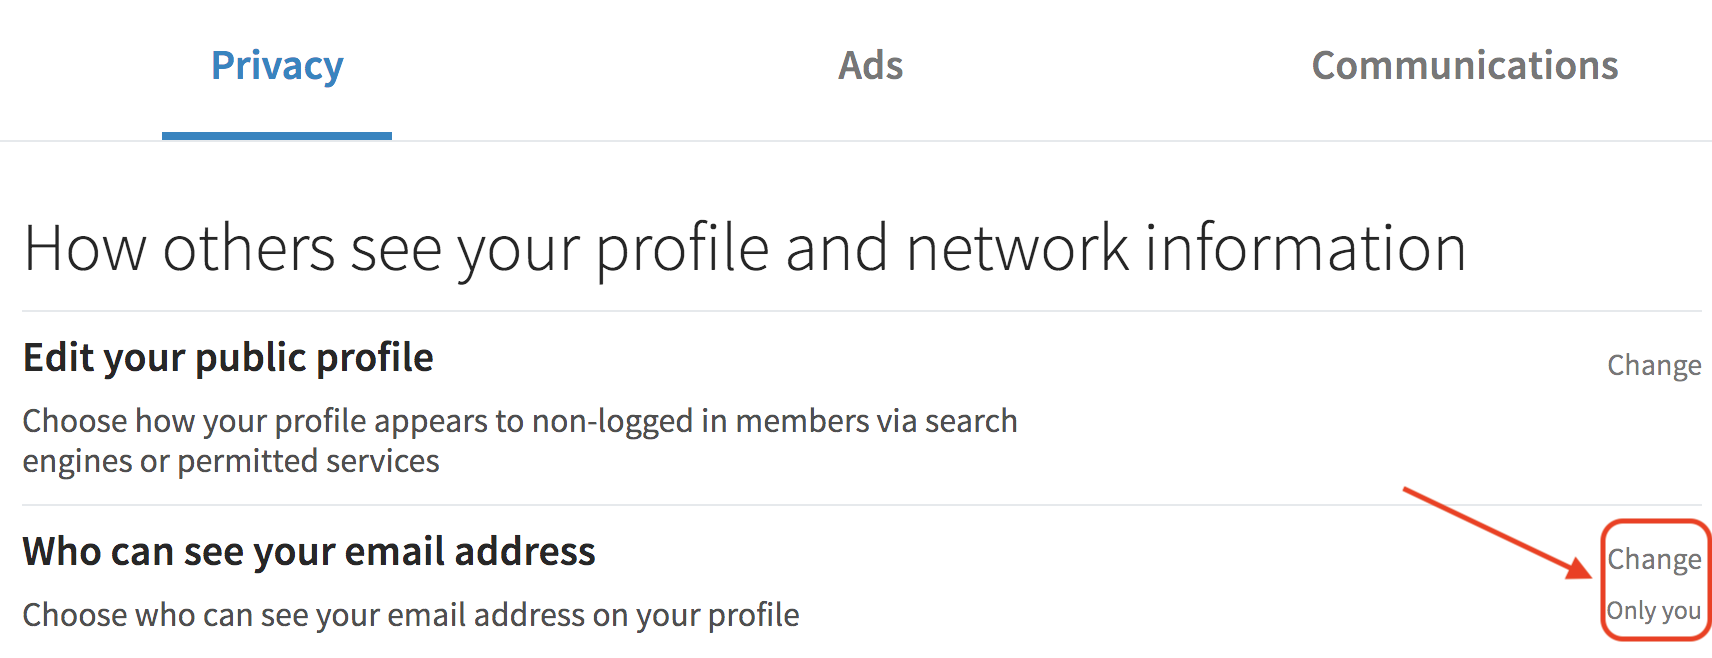 Privacy
Ads
Communications
How others see your profile and network information
Edit your public profile
Change
Choose how your profile appears to non-logged in members via search
engines or permitted services
Who can see your email address
Change
Choose who can see your email address on your profile
Only you